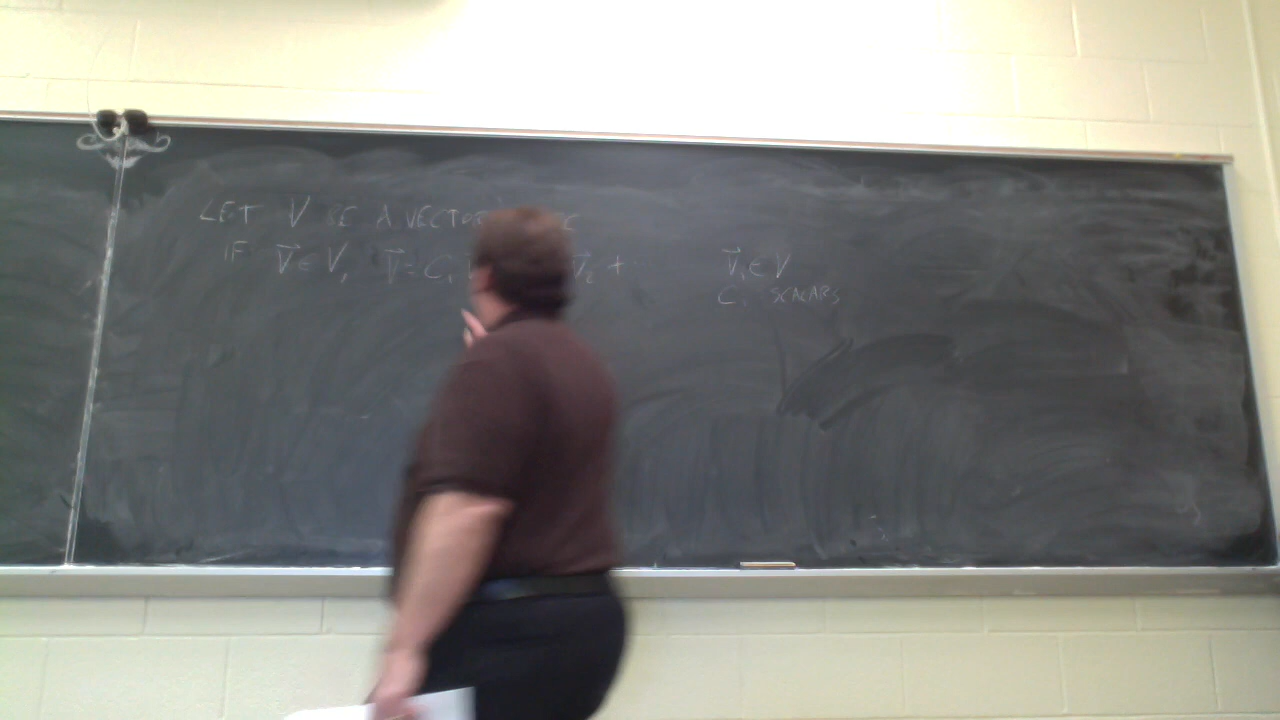 LET V BE A VECTOR
IF V⃗ ∈ V, V⃗ = C₁ V⃗₂ + V⃗ᵢ ∈ V
Cᵢ SCALARS